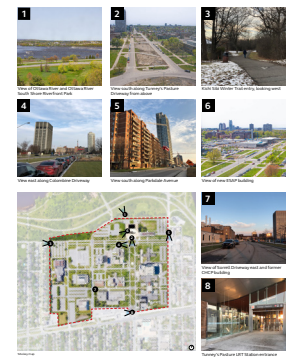 1
View of Ottawa River and Ottawa River
South Shore Riverfront Park
2
View south along Tunney's Pasture
Driveway from above
3
Kichi Sibi Winter Trail entry, looking west
4
View east along Colombine Driveway
5
View south along Parkdale Avenue
6
View of new ESAP building
7
View of Sorrell Driveway east and former
CHCP building
8
Tunney's Pasture LRT Station entrance